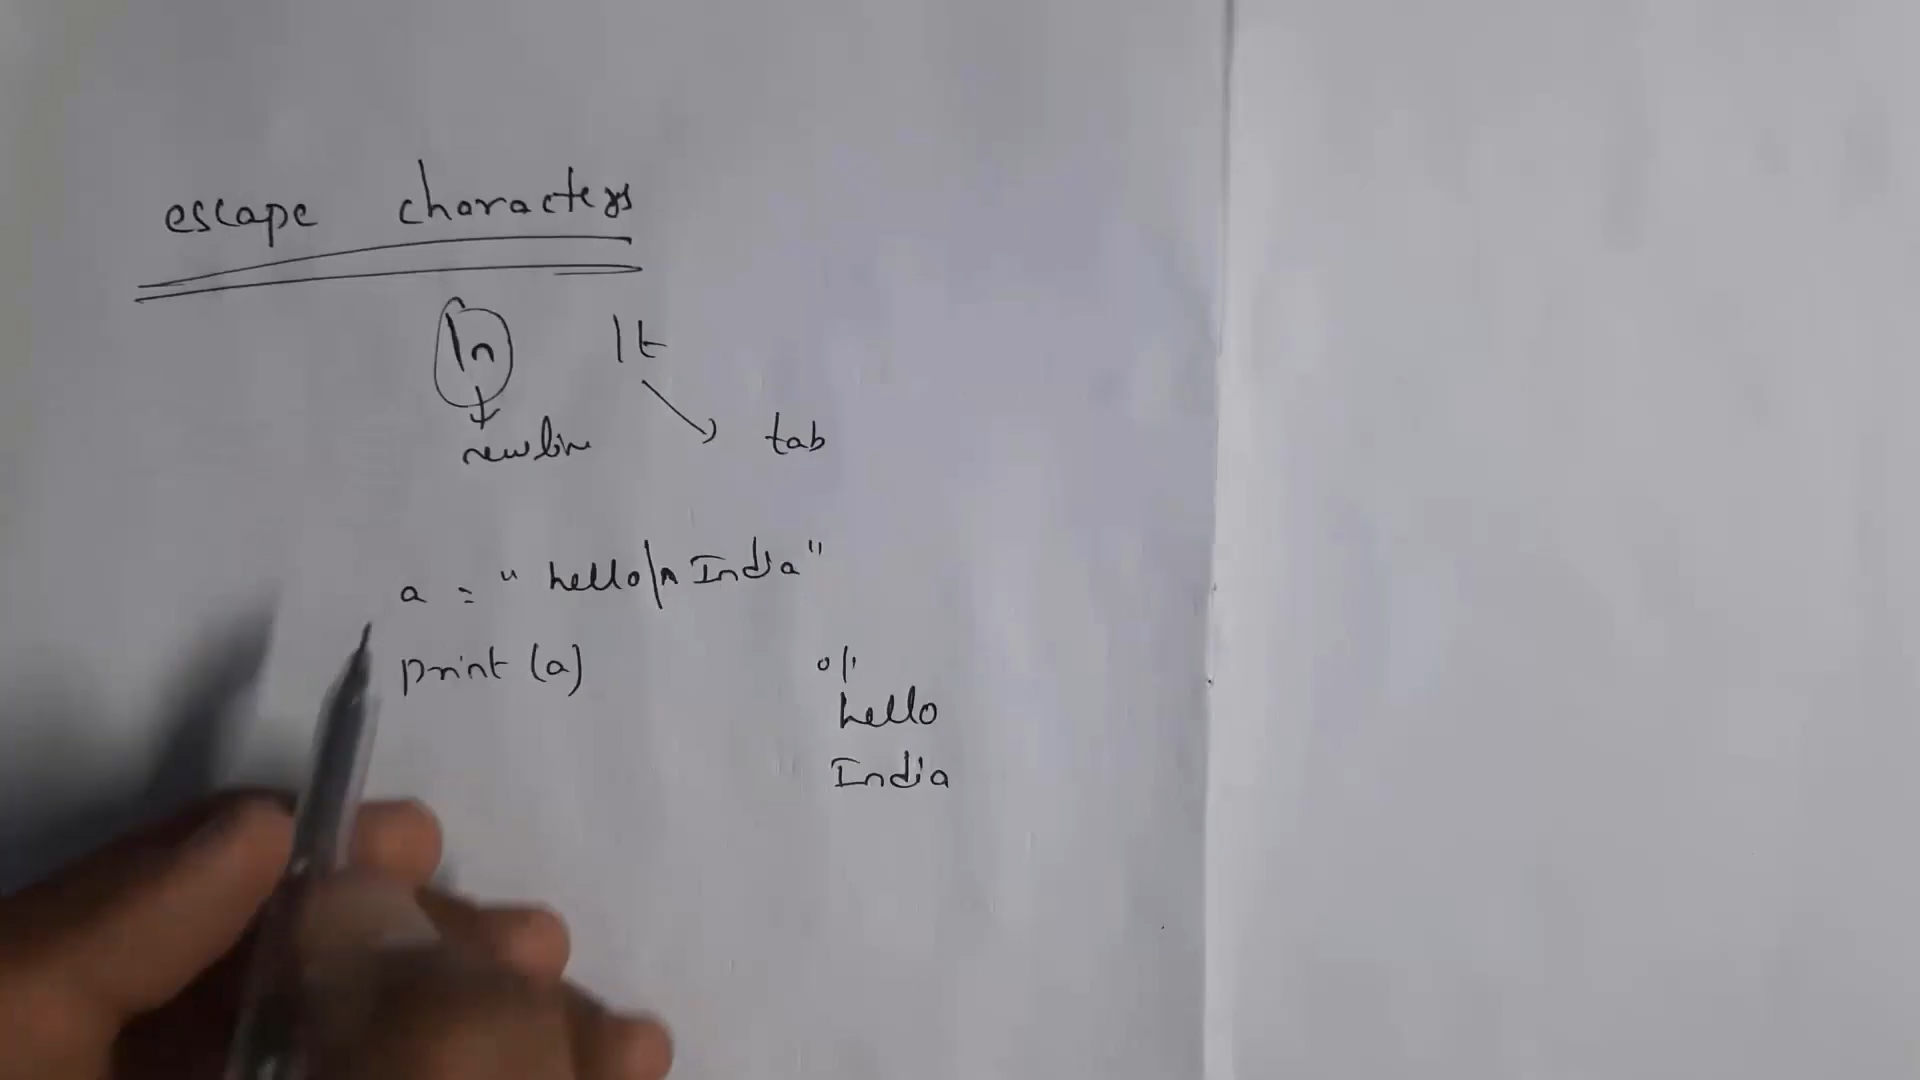 escape characters
\n \t
newline tab
a = "hello\n India"
print (a)
o/p
hello
India